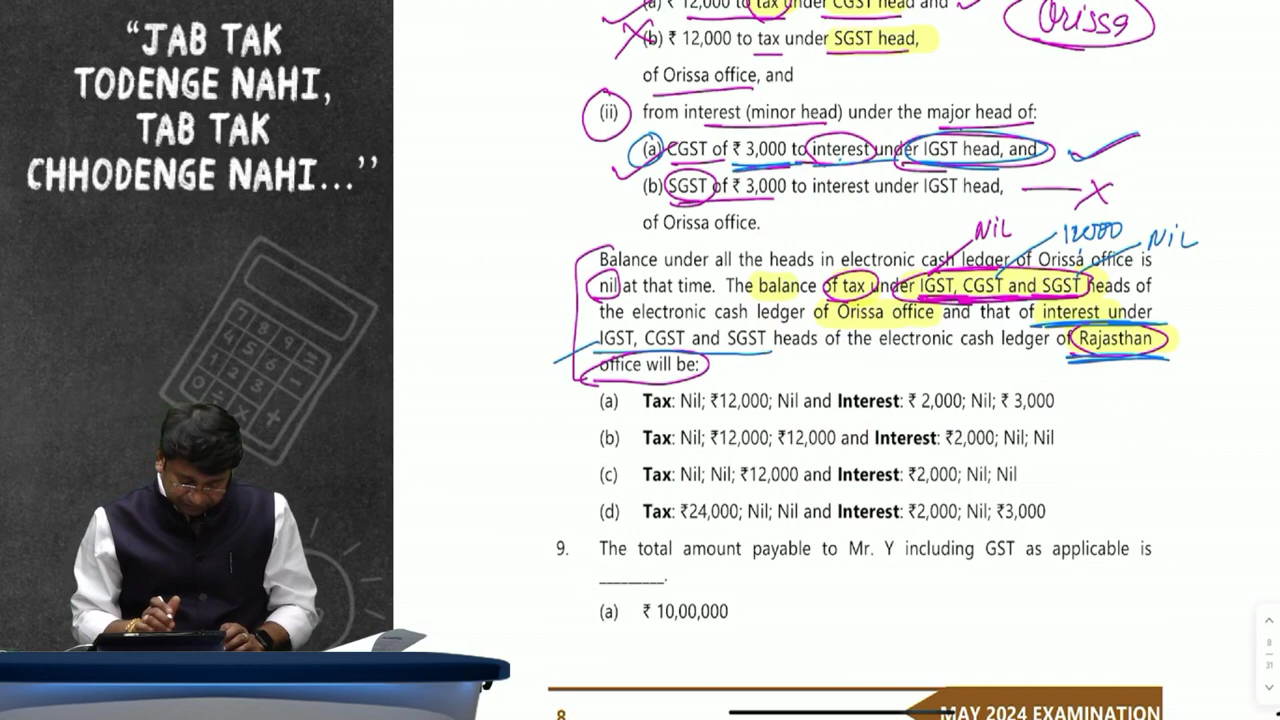 “JAB TAK
TODENGE NAHI,
TAB TAK
CHHODENGE NAHI...’’
(a) ₹ 12,000 to tax under CGST head and
Orissa
(b) ₹ 12,000 to tax under SGST head,
of Orissa office, and
(ii) from interest (minor head) under the major head of:
(a) CGST of ₹ 3,000 to interest under IGST head, and
(b) SGST of ₹ 3,000 to interest under IGST head,
of Orissa office.
Nil 12000 Nil
Balance under all the heads in electronic cash ledger of Orissa office is
nil at that time. The balance of tax under IGST, CGST and SGST heads of
the electronic cash ledger of Orissa office and that of interest under
IGST, CGST and SGST heads of the electronic cash ledger of Rajasthan
office will be:
(a) Tax: Nil; ₹12,000; Nil and Interest: ₹ 2,000; Nil; ₹ 3,000
(b) Tax: Nil; ₹12,000; ₹12,000 and Interest: ₹2,000; Nil; Nil
(c) Tax: Nil; Nil; ₹12,000 and Interest: ₹2,000; Nil; Nil
(d) Tax: ₹24,000; Nil; Nil and Interest: ₹2,000; Nil; ₹3,000
9. The total amount payable to Mr. Y including GST as applicable is
_________.
(a) ₹ 10,00,000
8 MAY 2024 EXAMINATION
8
31